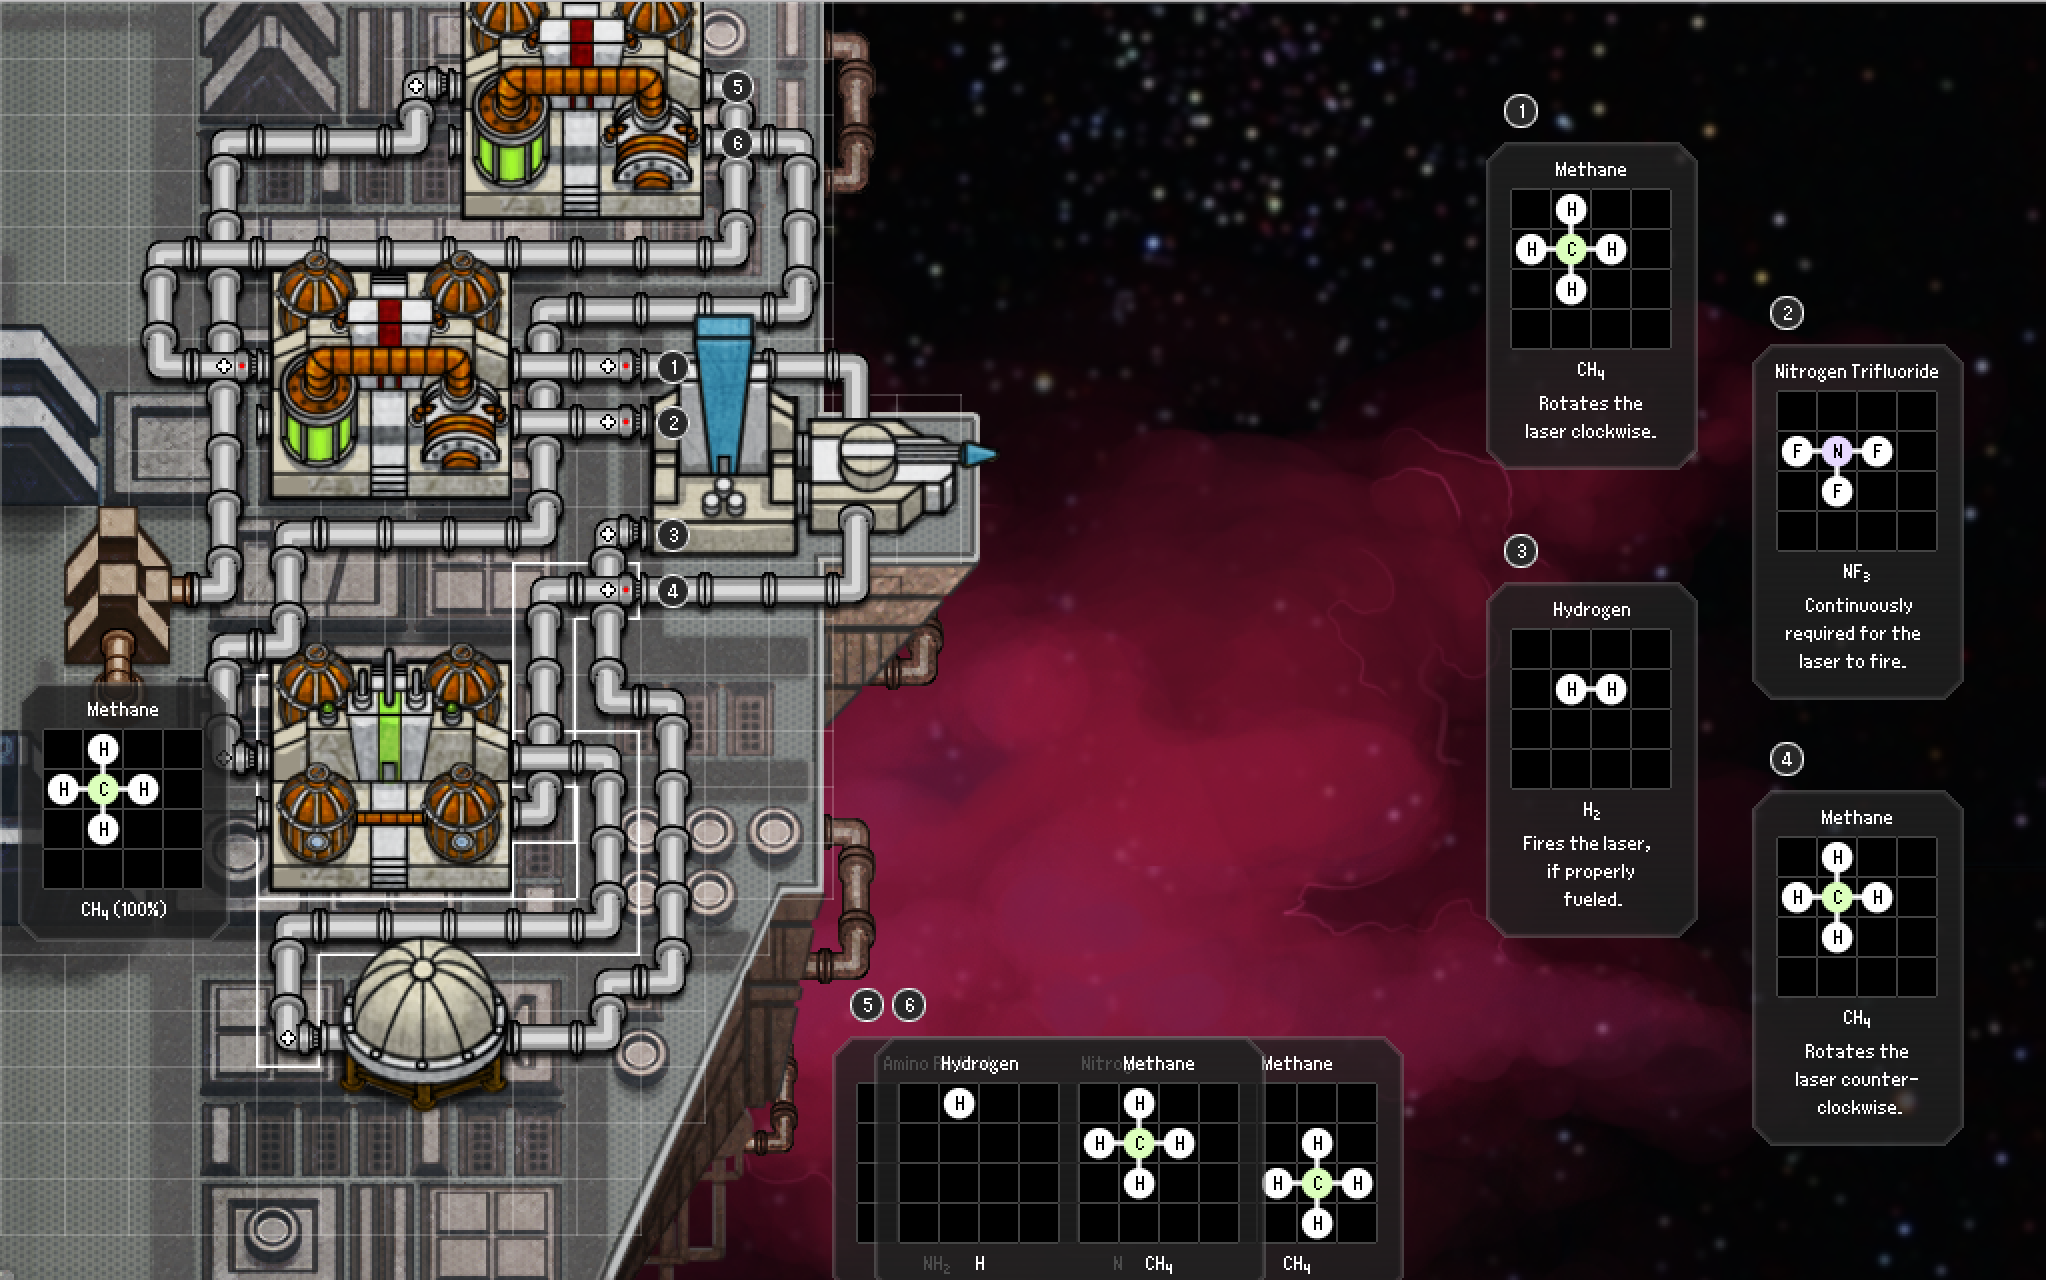 5
6
1
2
3
4
Methane
H
H C H
H
CH4 (100%)
1
Methane
H
H C H
H
CH4
Rotates the
laser clockwise.
2
Nitrogen Trifluoride
F N F
F
NF3
Continuously
required for the
laser to fire.
3
Hydrogen
H H
H2
Fires the laser,
if properly
fueled.
4
Methane
H
H C H
H
CH4
Rotates the
laser counter-
clockwise.
5 6
Hydrogen
H
H
Methane
H
H C H
H
CH4
Methane
H
H C H
H
CH4
NH2
N